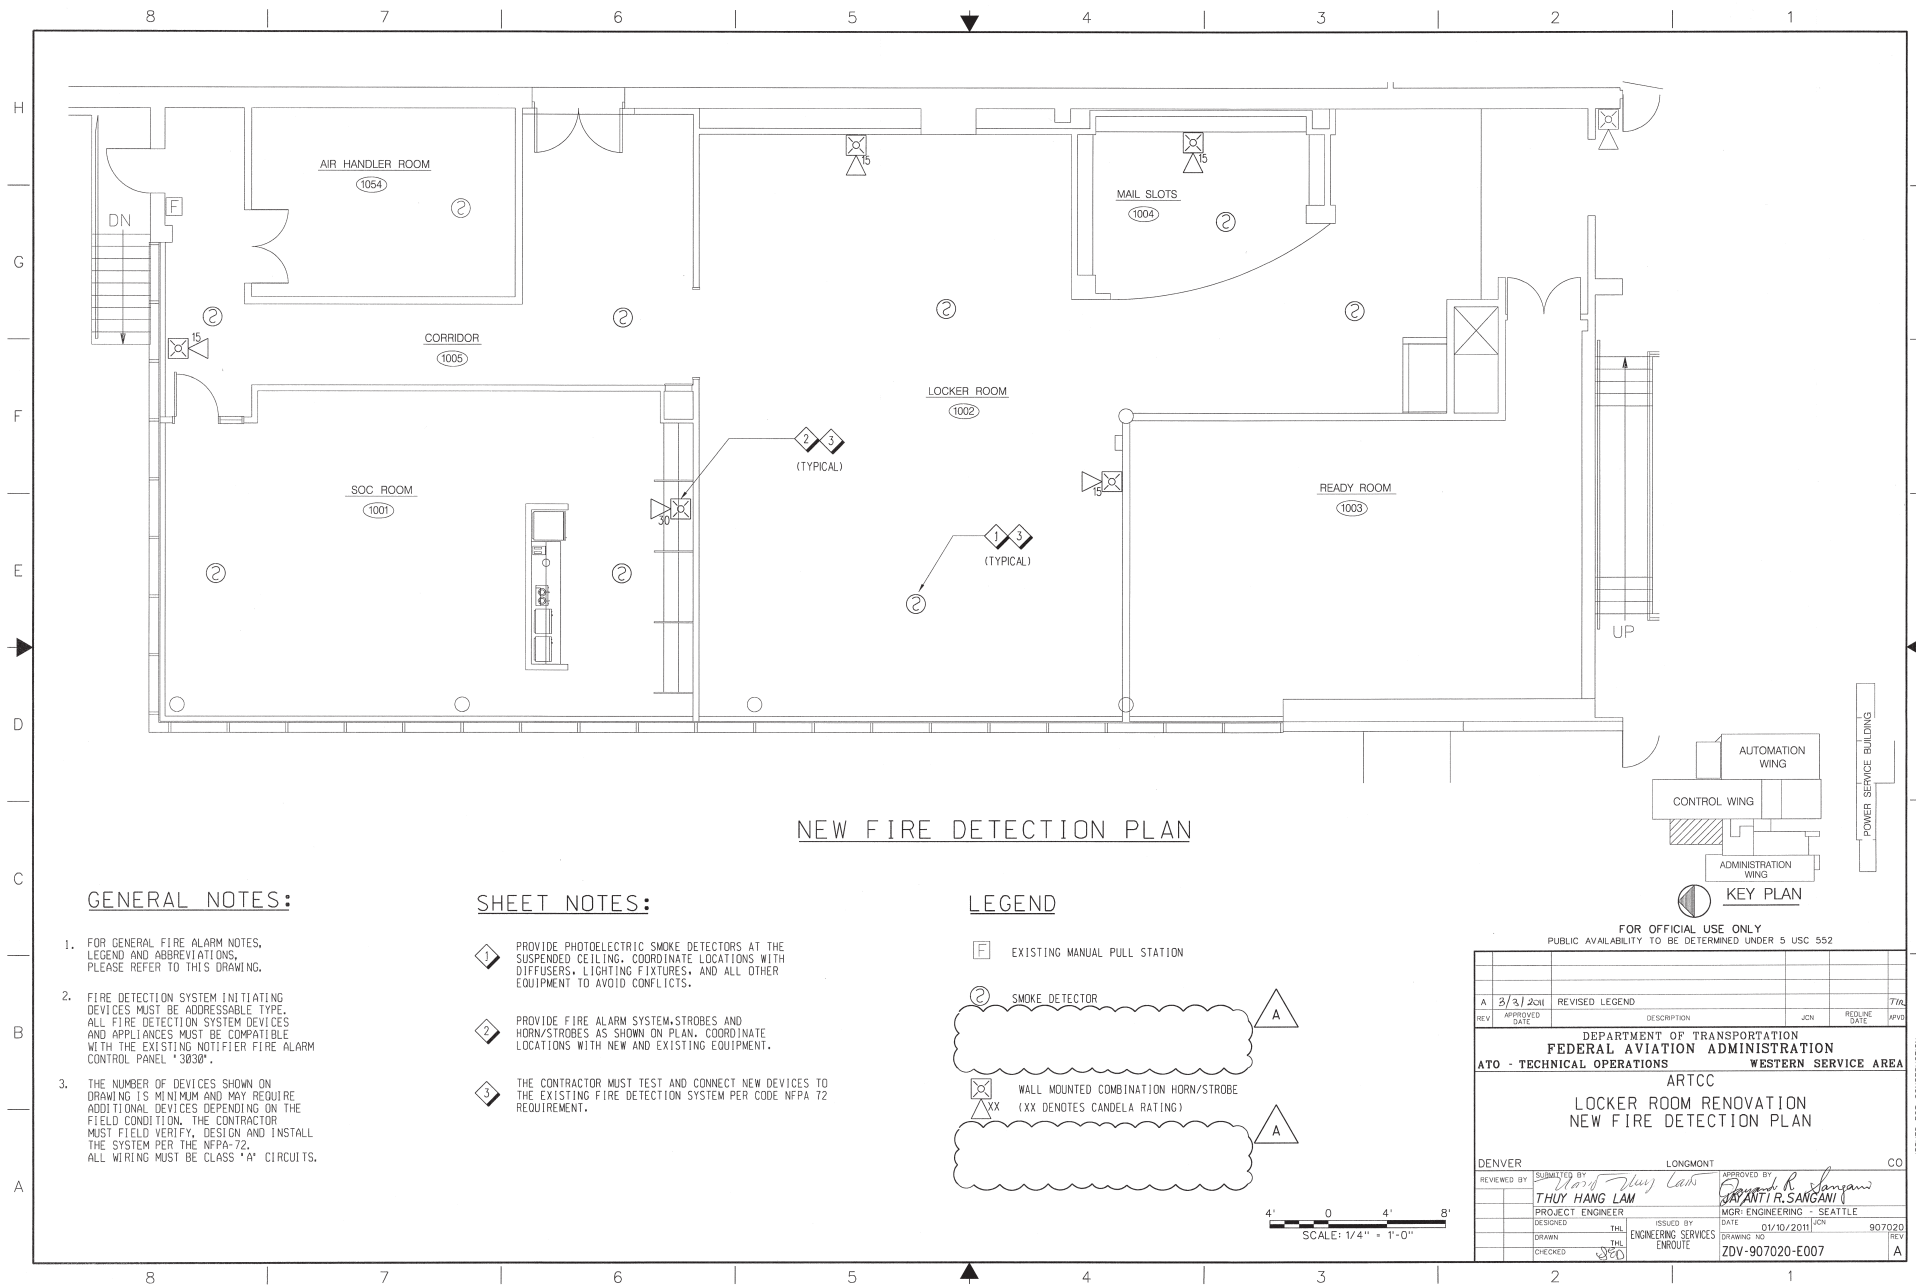 8 7 6 5 4 3 2 1
H
G
F
E
D
C
B
A
AIR HANDLER ROOM
1054
F
DN
15
CORRIDOR
1005
15
MAIL SLOTS
1004
15
LOCKER ROOM
1002
2 3
(TYPICAL)
SOC ROOM
1001
30
15
1 3
(TYPICAL)
READY ROOM
1003
UP
AUTOMATION
WING
CONTROL WING
ADMINISTRATION
WING
POWER SERVICE BUILDING
KEY PLAN
NEW FIRE DETECTION PLAN
GENERAL NOTES:
1. FOR GENERAL FIRE ALARM NOTES,
LEGEND AND ABBREVIATIONS,
PLEASE REFER TO THIS DRAWING.
2. FIRE DETECTION SYSTEM INITIATING
DEVICES MUST BE ADDRESSABLE TYPE.
ALL FIRE DETECTION SYSTEM DEVICES
AND APPLIANCES MUST BE COMPATIBLE
WITH THE EXISTING NOTIFIER FIRE ALARM
CONTROL PANEL "3030".
3. THE NUMBER OF DEVICES SHOWN ON
DRAWING IS MINIMUM AND MAY REQUIRE
ADDITIONAL DEVICES DEPENDING ON THE
FIELD CONDITION. THE CONTRACTOR
MUST FIELD VERIFY, DESIGN AND INSTALL
THE SYSTEM PER THE NFPA-72.
ALL WIRING MUST BE CLASS "A" CIRCUITS.
SHEET NOTES:
1 PROVIDE PHOTOELECTRIC SMOKE DETECTORS AT THE
SUSPENDED CEILING. COORDINATE LOCATIONS WITH
DIFFUSERS, LIGHTING FIXTURES, AND ALL OTHER
EQUIPMENT TO AVOID CONFLICTS.
2 PROVIDE FIRE ALARM SYSTEM,STROBES AND
HORN/STROBES AS SHOWN ON PLAN. COORDINATE
LOCATIONS WITH NEW AND EXISTING EQUIPMENT.
3 THE CONTRACTOR MUST TEST AND CONNECT NEW DEVICES TO
THE EXISTING FIRE DETECTION SYSTEM PER CODE NFPA 72
REQUIREMENT.
LEGEND
F EXISTING MANUAL PULL STATION
SMOKE DETECTOR
A
WALL MOUNTED COMBINATION HORN/STROBE
XX (XX DENOTES CANDELA RATING)
A
4' 0 4' 8'
SCALE: 1/4" = 1'-0"
FOR OFFICIAL USE ONLY
PUBLIC AVAILABILITY TO BE DETERMINED UNDER 5 USC 552
A 3/3/2011 REVISED LEGEND
REV APPROVED DATE DESCRIPTION JCN REDLINE DATE APVD
DEPARTMENT OF TRANSPORTATION
FEDERAL AVIATION ADMINISTRATION
ATO - TECHNICAL OPERATIONS WESTERN SERVICE AREA
ARTCC
LOCKER ROOM RENOVATION
NEW FIRE DETECTION PLAN
DENVER LONGMONT CO
REVIEWED BY SUBMITTED BY APPROVED BY
THUY HANG LAM JAYANTI R. SANGANI
PROJECT ENGINEER MGR: ENGINEERING - SEATTLE
DESIGNED THL ISSUED BY DATE 01/10/2011 JCN 907020
DRAWN THL ENGINEERING SERVICES ENROUTE DRAWING NO REV
CHECKED ZDV-907020-E007 A
8 7 6 5 4 3 2 1